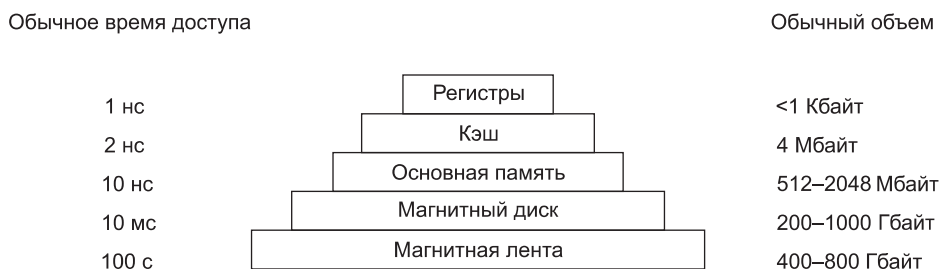 Обычное время доступа Обычный объем
1 нс Регистры <1 Кбайт
2 нс Кэш 4 Мбайт
10 нс Основная память 512–2048 Мбайт
10 мс Магнитный диск 200–1000 Гбайт
100 с Магнитная лента 400–800 Гбайт